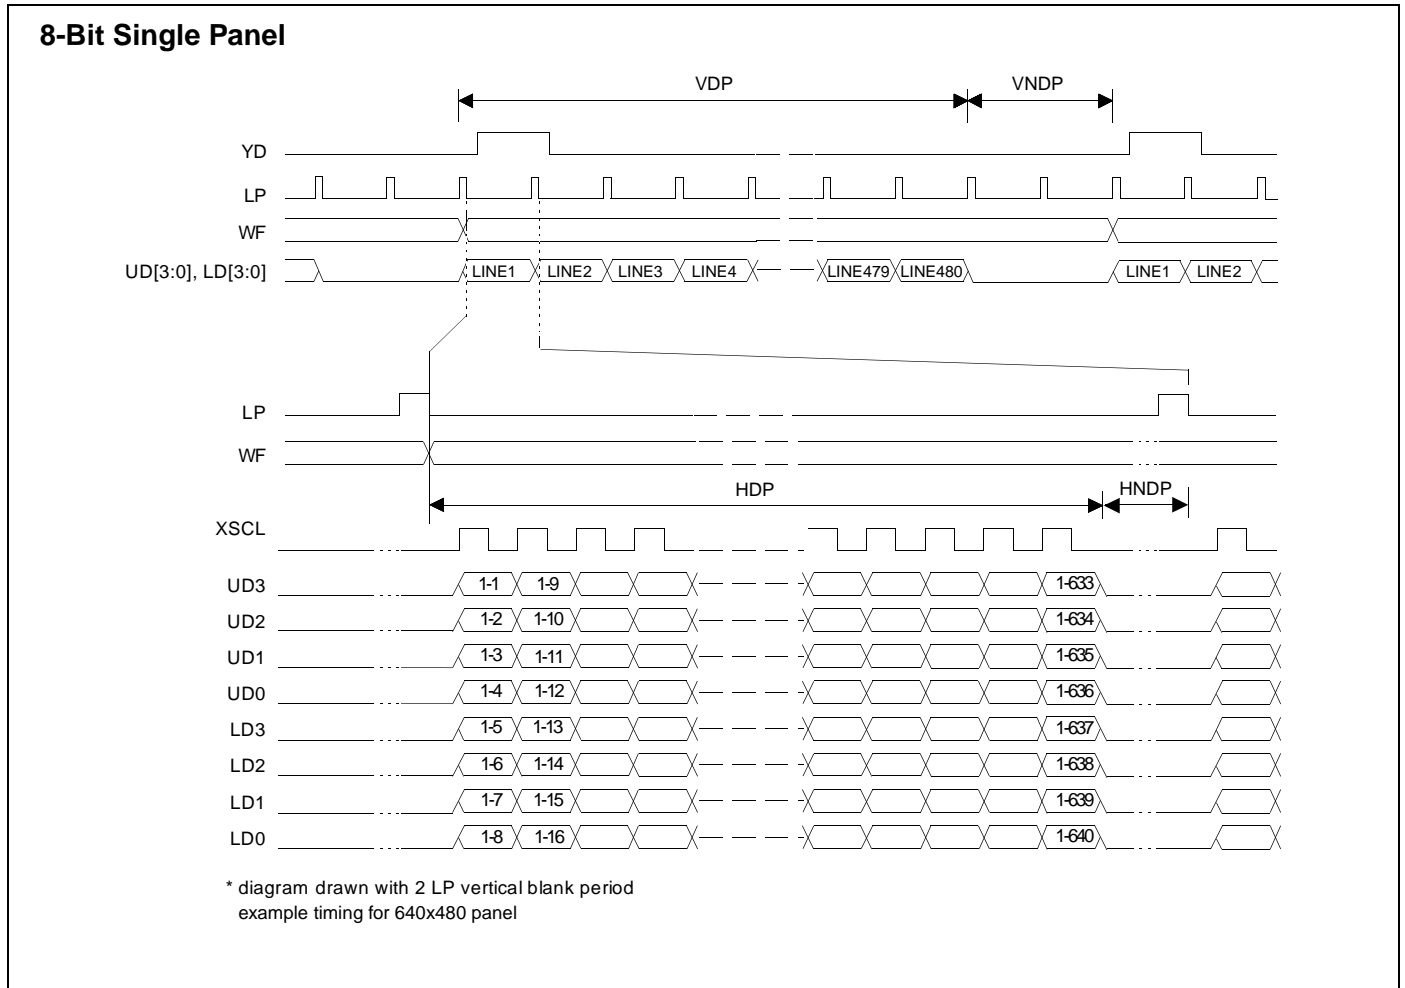 8-Bit Single Panel
VDP VNDP
YD
LP
WF
UD[3:0], LD[3:0] LINE1 LINE2 LINE3 LINE4 LINE479 LINE480 LINE1 LINE2
LP
WF
HDP HNDP
XSCL
UD3 1-1 1-9 1-633
UD2 1-2 1-10 1-634
UD1 1-3 1-11 1-635
UD0 1-4 1-12 1-636
LD3 1-5 1-13 1-637
LD2 1-6 1-14 1-638
LD1 1-7 1-15 1-639
LD0 1-8 1-16 1-640
* diagram drawn with 2 LP vertical blank period
example timing for 640x480 panel